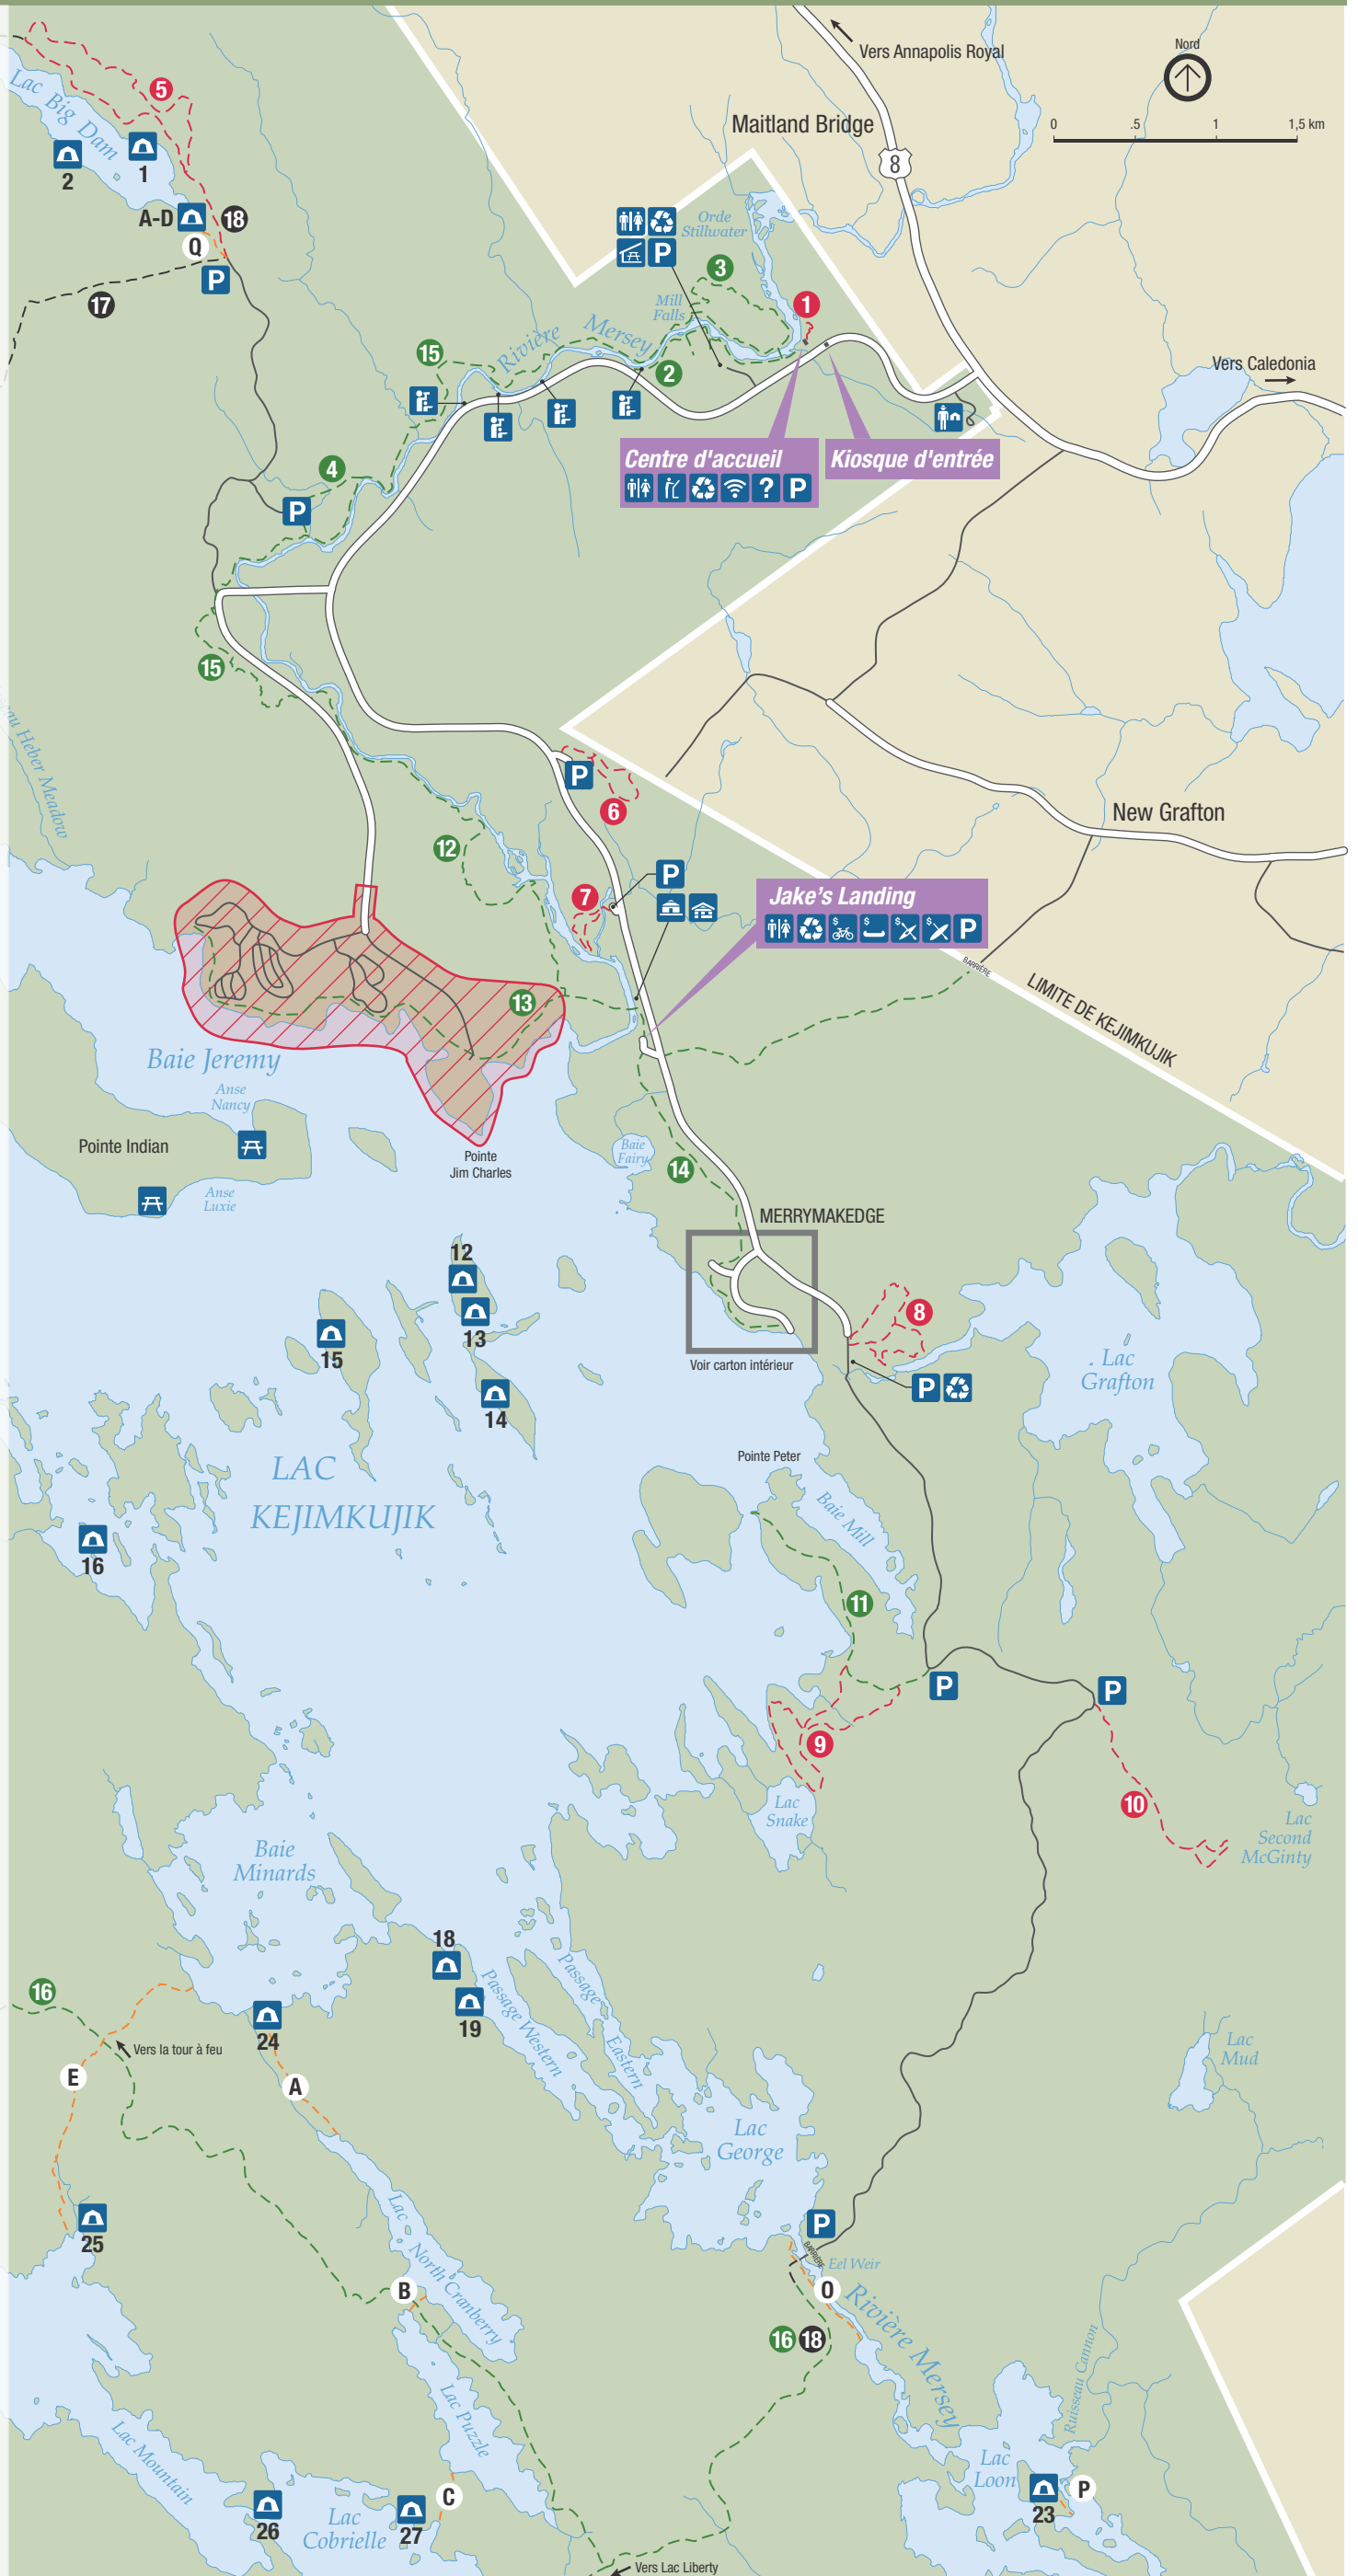 Vers Annapolis Royal
Nord
0 .5 1 1,5 km
Maitland Bridge
8
Lac Big Dam
5
2
1
A-D
18
Q
P
17
Orde
Stillwater
P
3
1
Mill
Falls
Rivière Mersey
15
2
Vers Caledonia
Centre d'accueil
? P
Kiosque d'entrée
4
P
15
P
6
New Grafton
12
P
7
Jake's Landing
$ $ $ $ P
BARRIÈRE
LIMITE DE KEJIMKUJIK
13
Baie Jeremy
Anse
Nancy
Pointe Indian
Anse
Luxie
Pointe
Jim Charles
Baie
Fairy
14
MERRYMAKEDGE
12
13
15
14
8
Voir carton intérieur
P
Lac
Grafton
Pointe Peter
Baie Mill
LAC
KEJIMKUJIK
16
11
P
P
9
Lac
Snake
10
Lac
Second
McGinty
Baie
Minards
18
19
Passage Western
Passage Eastern
16
24
Vers la tour à feu
E
A
Lac
Mud
Lac
George
P
BARRIÈRE
Eel Weir
25
Lac North Cranberry
B
O
Rivière Mersey
16 18
Ruisseau Cannon
Lac Puzzle
Lac Mountain
Lac
Loon
P
23
26
Lac
Cobrielle
27
C
Vers Lac Liberty